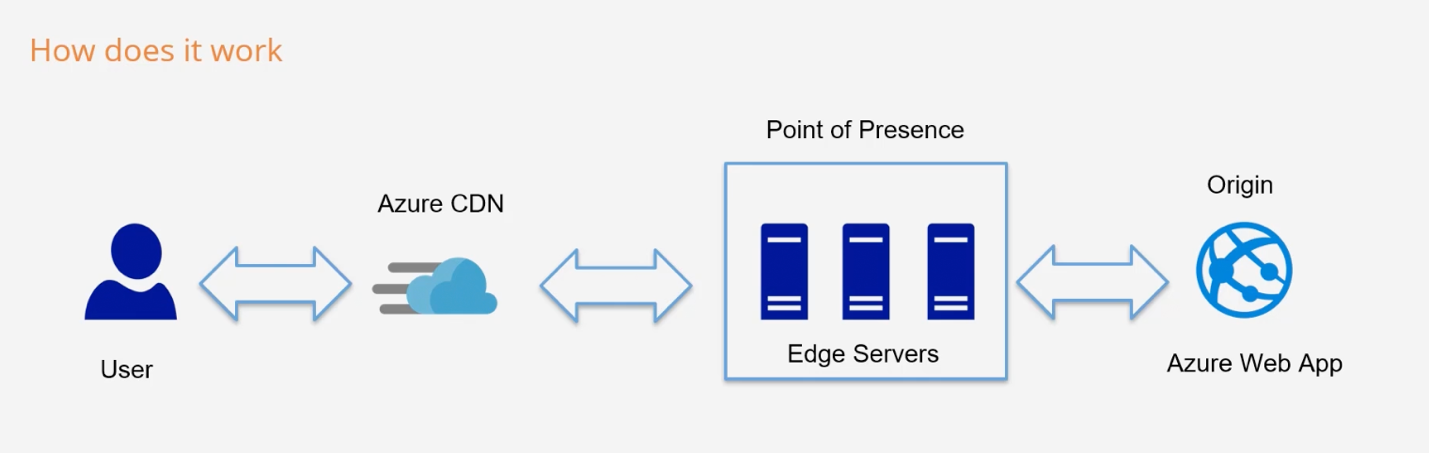 How does it work
Point of Presence
Origin
Azure CDN
Edge Servers
User
Azure Web App